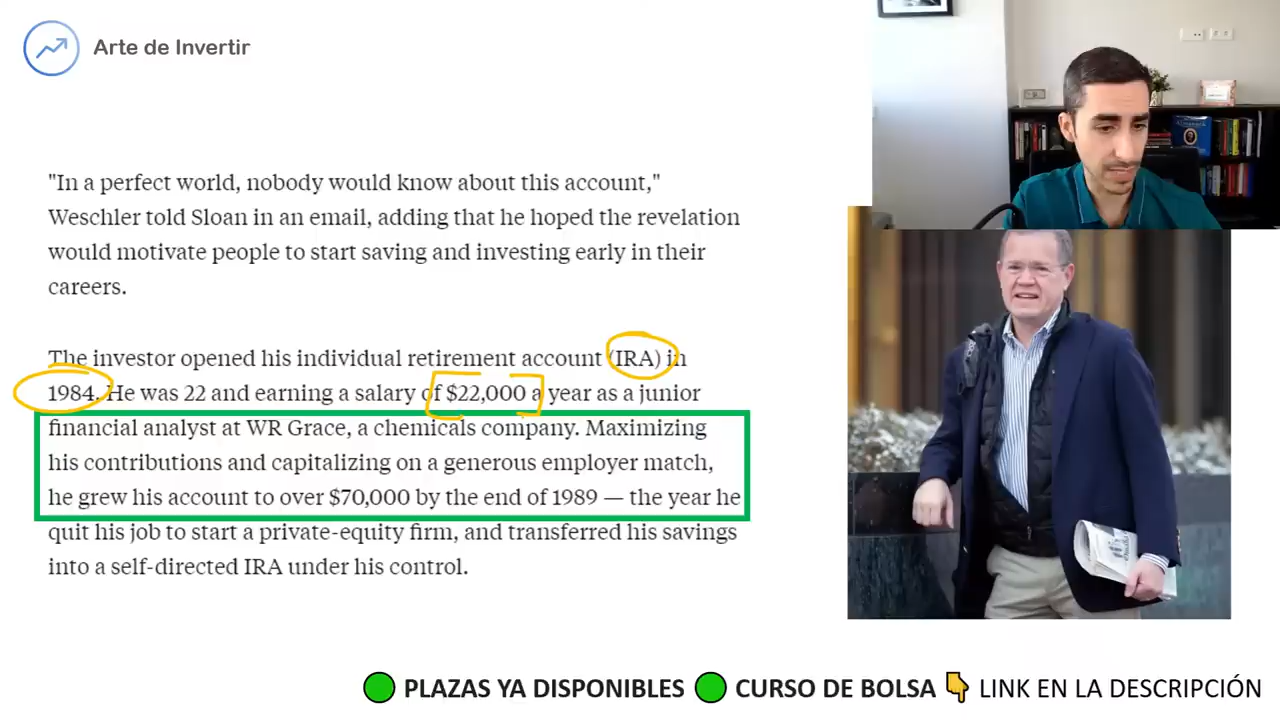 Arte de Invertir
"In a perfect world, nobody would know about this account,"
Weschler told Sloan in an email, adding that he hoped the revelation
would motivate people to start saving and investing early in their
careers.
The investor opened his individual retirement account (IRA) in
1984. He was 22 and earning a salary of $22,000 a year as a junior
financial analyst at WR Grace, a chemicals company. Maximizing
his contributions and capitalizing on a generous employer match,
he grew his account to over $70,000 by the end of 1989 — the year he
quit his job to start a private-equity firm, and transferred his savings
into a self-directed IRA under his control.
PLAZAS YA DISPONIBLES CURSO DE BOLSA LINK EN LA DESCRIPCIÓN